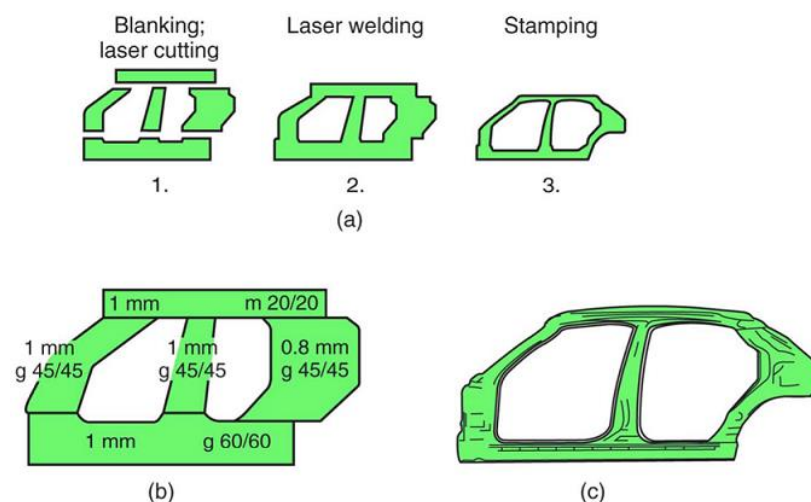 Blanking;
laser cutting
Laser welding
Stamping
1.
2.
3.
(a)
1 mm
m 20/20
1 mm
g 45/45
1 mm
g 45/45
0.8 mm
g 45/45
1 mm
g 60/60
(b)
(c)